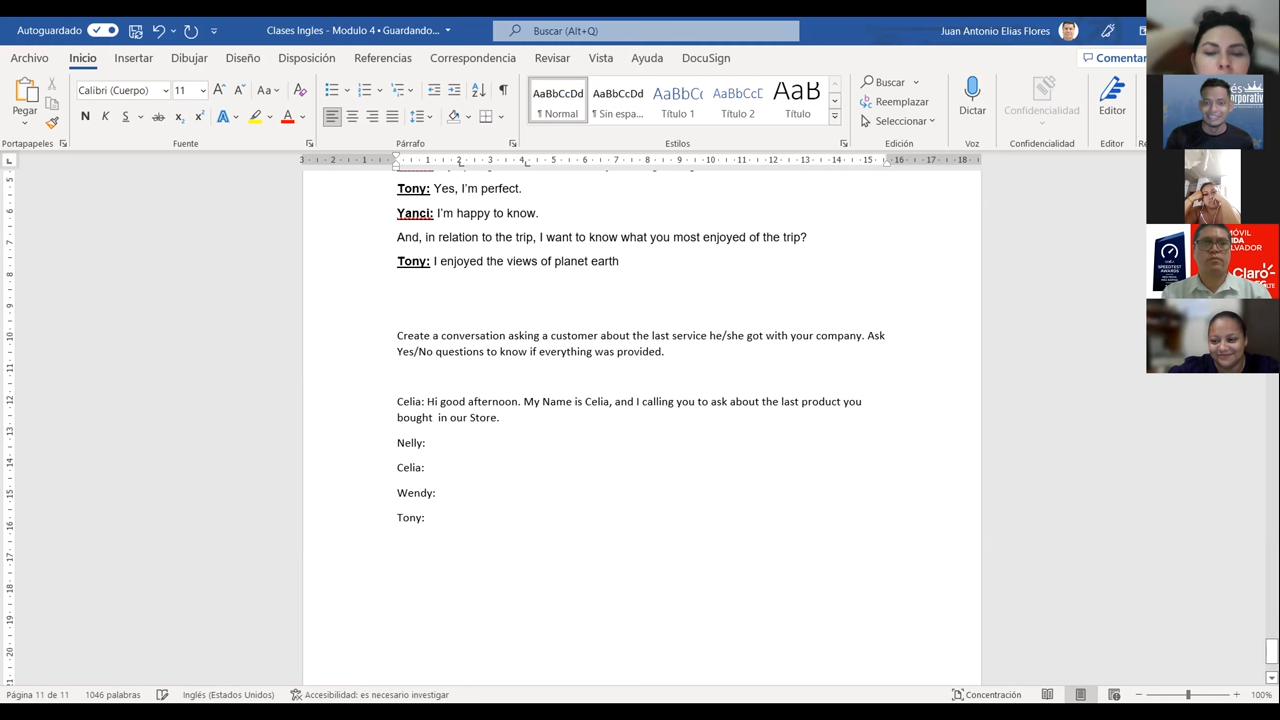 Autoguardado
Clases Ingles - Modulo 4 • Guardando...
Buscar (Alt+Q)
Juan Antonio Elias Flores
Archivo Inicio Insertar Dibujar Diseño Disposición Referencias Correspondencia Revisar Vista Ayuda DocuSign
Comentar
Pegar
Calibri (Cuerpo) 11
AaBbCcDd AaBbCcDd AaBbCc AaBbCcD AaB
¶ Normal ¶ Sin espa... Título 1 Título 2 Título
Buscar
Reemplazar
Seleccionar
Dictar
Confidencialidad
Editor
Portapapeles Fuente Párrafo Estilos Edición Voz Confidencialidad Editor
Tony: Yes, I’m perfect.
Yanci: I’m happy to know.
And, in relation to the trip, I want to know what you most enjoyed of the trip?
Tony: I enjoyed the views of planet earth
Create a conversation asking a customer about the last service he/she got with your company. Ask
Yes/No questions to know if everything was provided.
Celia: Hi good afternoon. My Name is Celia, and I calling you to ask about the last product you
bought in our Store.
Nelly:
Celia:
Wendy:
Tony:
Página 11 de 11 1046 palabras Inglés (Estados Unidos) Accesibilidad: es necesario investigar
Concentración 100%
és
corporativo
MÓVIL
Claro
SPEEDTEST
AWARDS